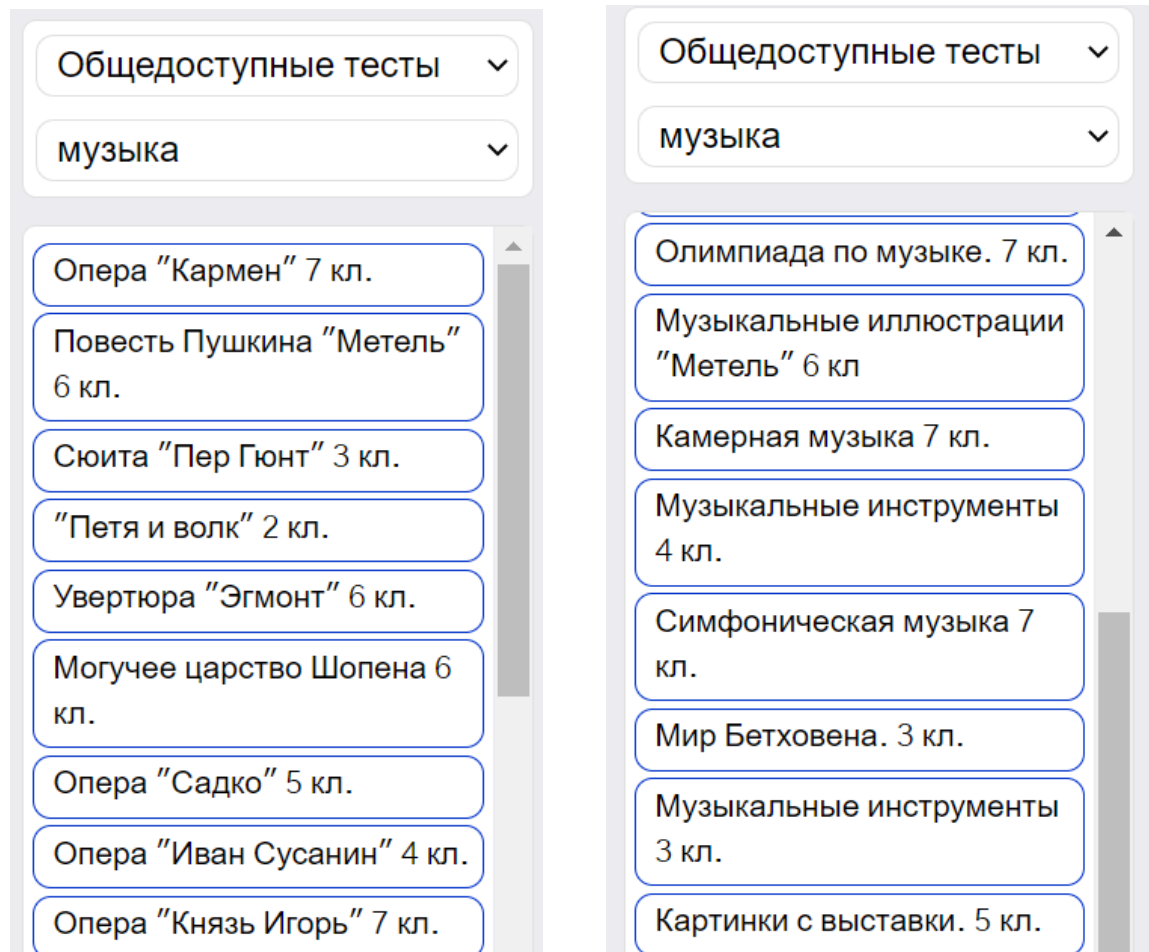 Общедоступные тесты
музыка
Опера "Кармен" 7 кл.
Повесть Пушкина "Метель"
6 кл.
Сюита "Пер Гюнт" 3 кл.
"Петя и волк" 2 кл.
Увертюра "Эгмонт" 6 кл.
Могучее царство Шопена 6
кл.
Опера "Садко" 5 кл.
Опера "Иван Сусанин" 4 кл.
Опера "Князь Игорь" 7 кл.
Общедоступные тесты
музыка
Олимпиада по музыке. 7 кл.
Музыкальные иллюстрации
"Метель" 6 кл
Камерная музыка 7 кл.
Музыкальные инструменты
4 кл.
Симфоническая музыка 7
кл.
Мир Бетховена. 3 кл.
Музыкальные инструменты
3 кл.
Картинки с выставки. 5 кл.